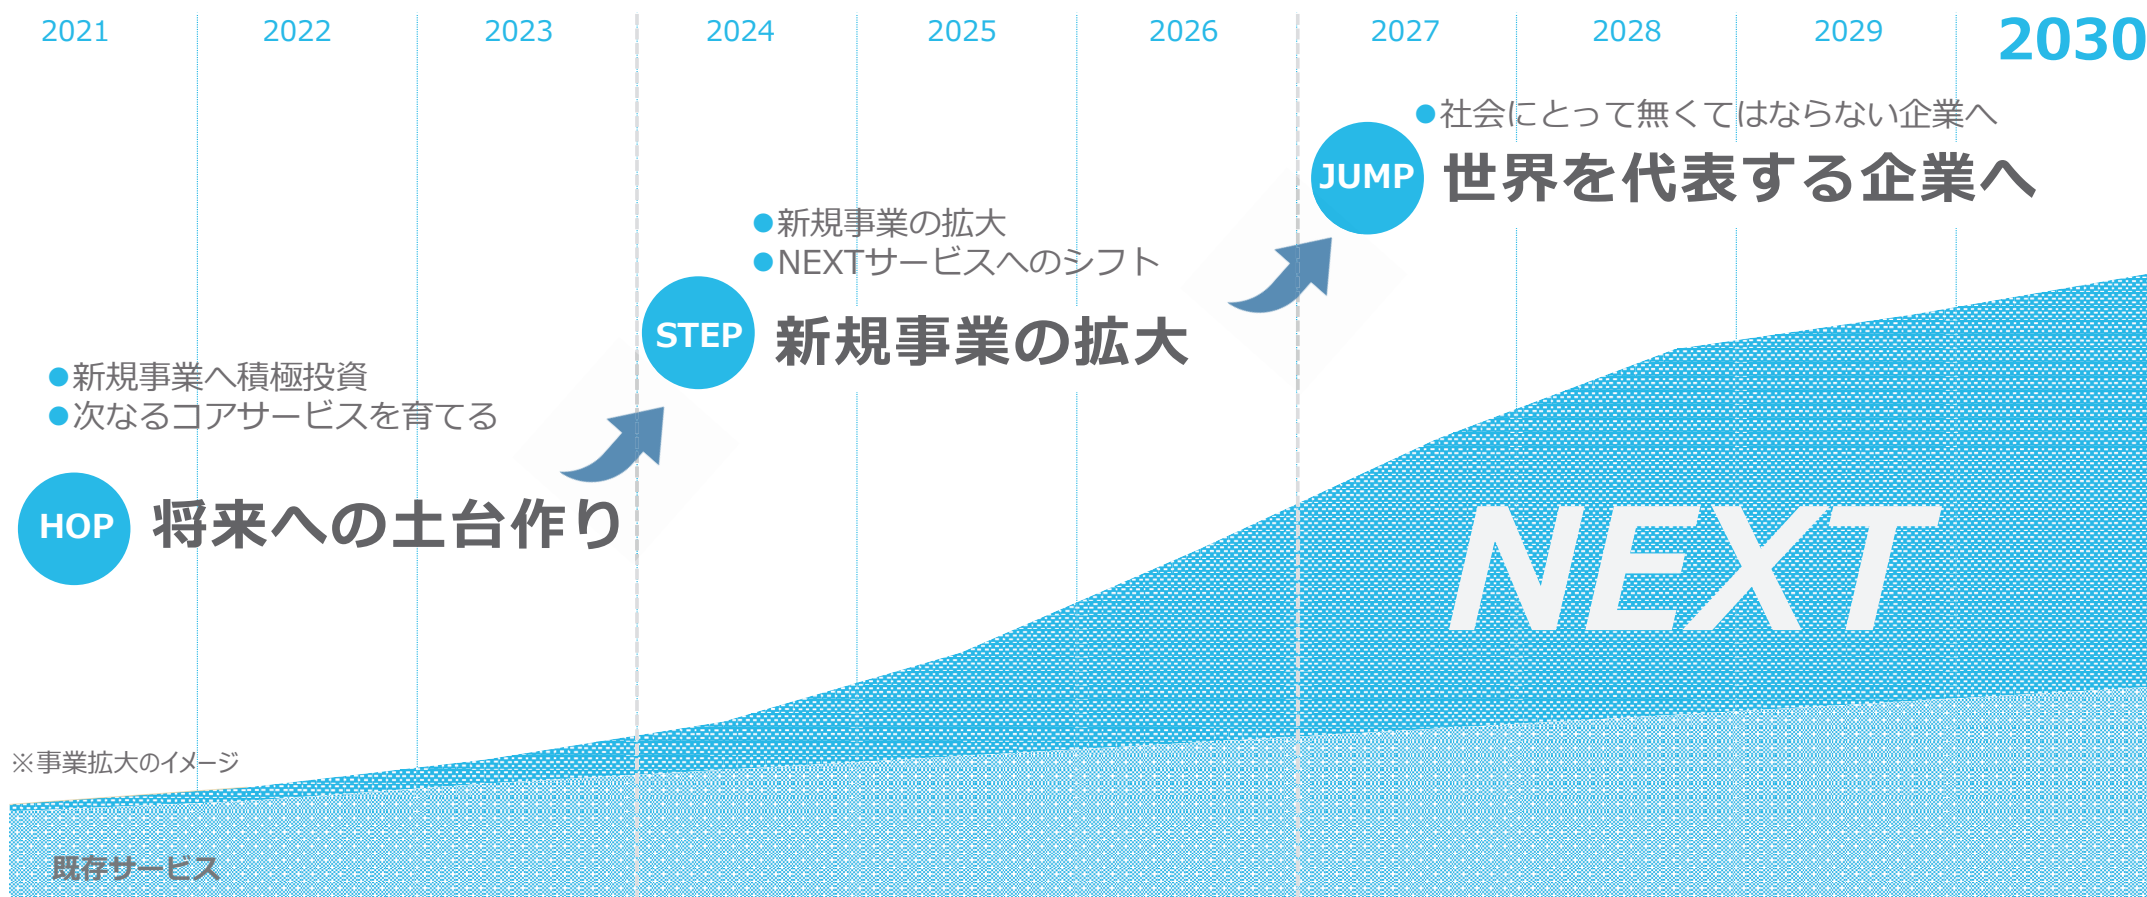 2021 2022 2023 2024 2025 2026 2027 2028 2029 2030
●社会にとって無くてはならない企業へ
JUMP 世界を代表する企業へ
●新規事業の拡大
●NEXTサービスへのシフト
STEP 新規事業の拡大
●新規事業へ積極投資
●次なるコアサービスを育てる
HOP 将来への土台作り
NEXT
※事業拡大のイメージ
既存サービス